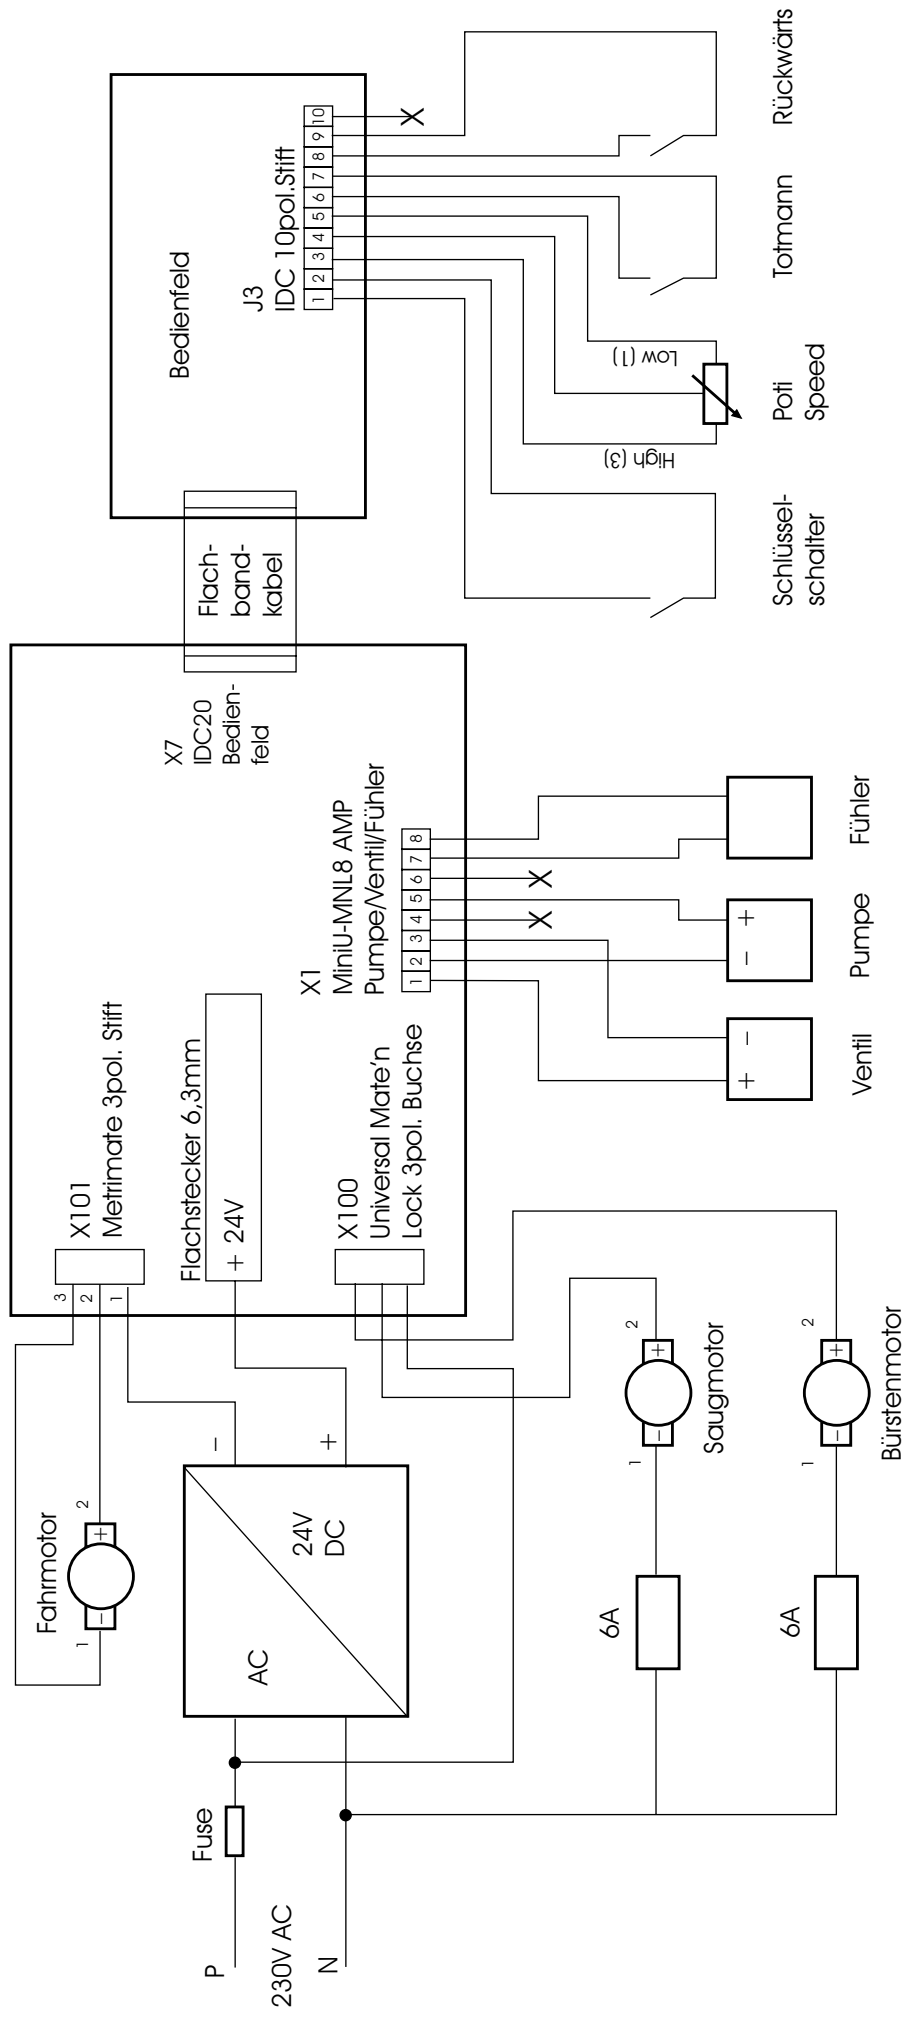 Bedienfeld
J3
IDC 10pol.Stift
1 2 3 4 5 6 7 8 9 10
X
Rückwärts
Totmann
Low (1)
High (3)
Poti
Speed
Schlüssel-
schalter
Flach-
band-
kabel
X7
IDC20
Bedien-
feld
X1
MiniU-MNL8 AMP
Pumpe/Ventil/Fühler
1 2 3 4 5 6 7 8
X
X
Fühler
− +
Pumpe
+ −
Ventil
X101
Metrimate 3pol. Stift
3
2
1
Flachstecker 6,3mm
+ 24V
X100
Universal Mate'n
Lock 3pol. Buchse
Fahrmotor
1 − + 2
−
+
AC
24V
DC
Saugmotor
1 − + 2
6A
Bürstenmotor
1 − + 2
6A
Fuse
P
230V AC
N